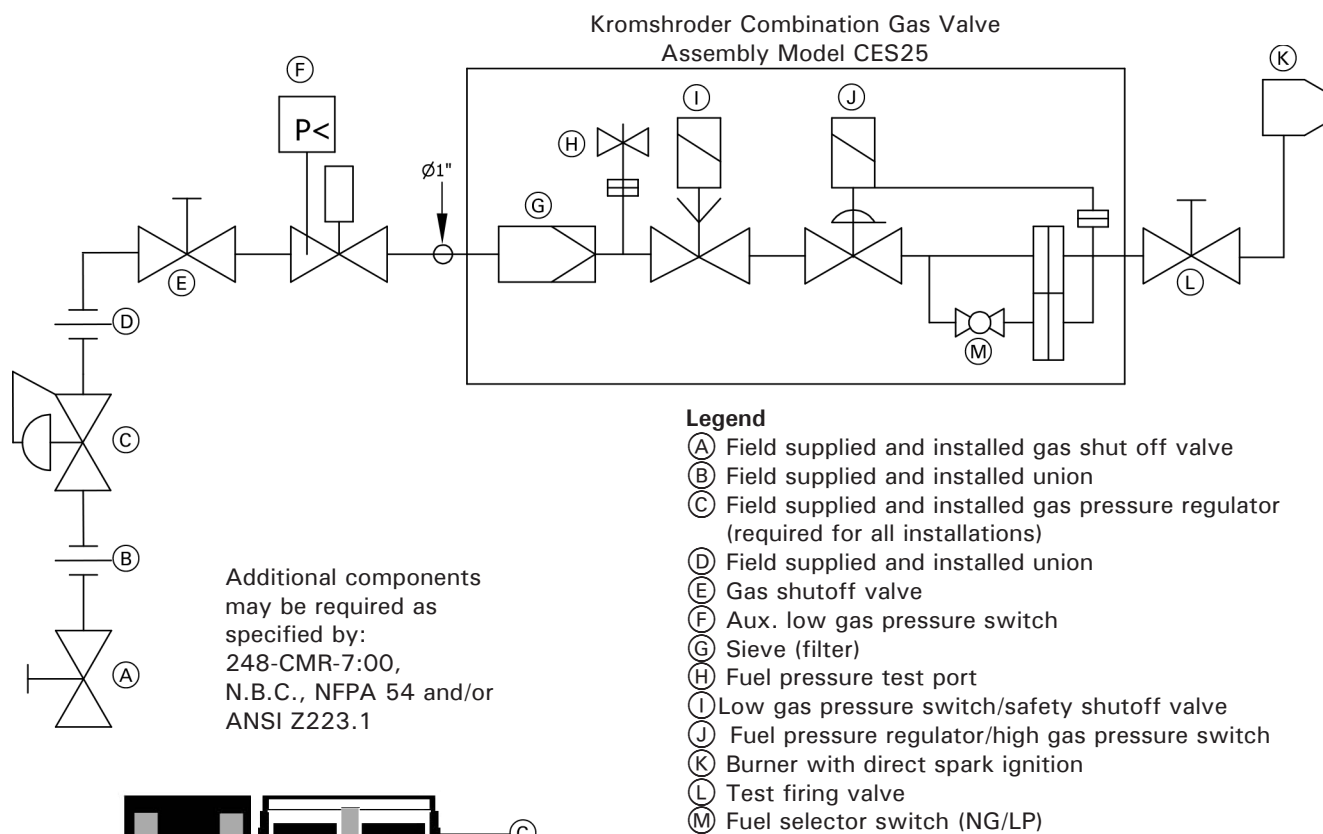 Kromshroder Combination Gas Valve
Assembly Model CES25
F
K
P<
I
J
H
Ø1"
G
E
L
D
M
C
B
A
Additional components
may be required as
specified by:
248-CMR-7:00,
N.B.C., NFPA 54 and/or
ANSI Z223.1
Legend
A Field supplied and installed gas shut off valve
B Field supplied and installed union
C Field supplied and installed gas pressure regulator
(required for all installations)
D Field supplied and installed union
E Gas shutoff valve
F Aux. low gas pressure switch
G Sieve (filter)
H Fuel pressure test port
I Low gas pressure switch/safety shutoff valve
J Fuel pressure regulator/high gas pressure switch
K Burner with direct spark ignition
L Test firing valve
M Fuel selector switch (NG/LP)